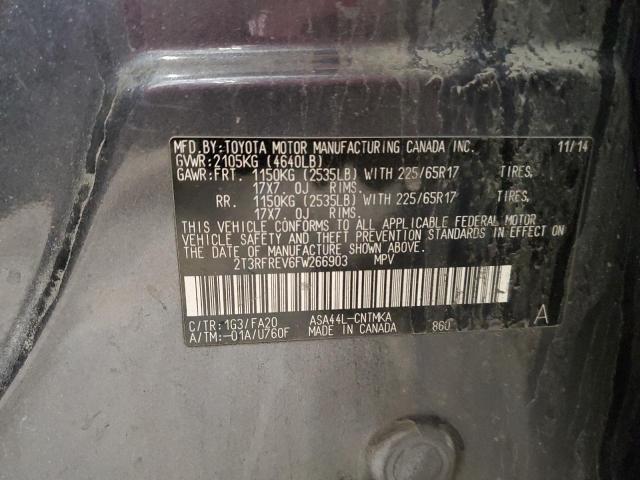 MFD.BY:TOYOTA MOTOR MANUFACTURING CANADA INC. 11/14
GVWR:2105KG (4640LB)
GAWR:FRT. 1150KG (2535LB) WITH 225/65R17 TIRES,
17X7.0J RIMS.
RR. 1150KG (2535LB) WITH 225/65R17 TIRES,
17X7.0J RIMS.
THIS VEHICLE CONFORMS TO ALL APPLICABLE FEDERAL MOTOR
VEHICLE SAFETY AND THEFT PREVENTION STANDARDS IN EFFECT ON
THE DATE OF MANUFACTURE SHOWN ABOVE.
2T3RFREV6FW266903 MPV
C/TR:1G3/FA20 ASA44L-CNTMKA
A/TM:-01A/U760F MADE IN CANADA 860 A